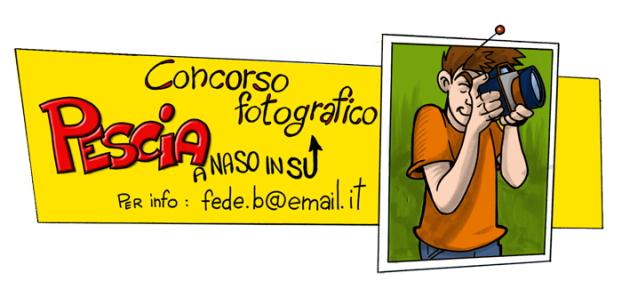 Concorso
fotografico
PESCIA
A NASO IN SU
PER info : fede.b@email.it